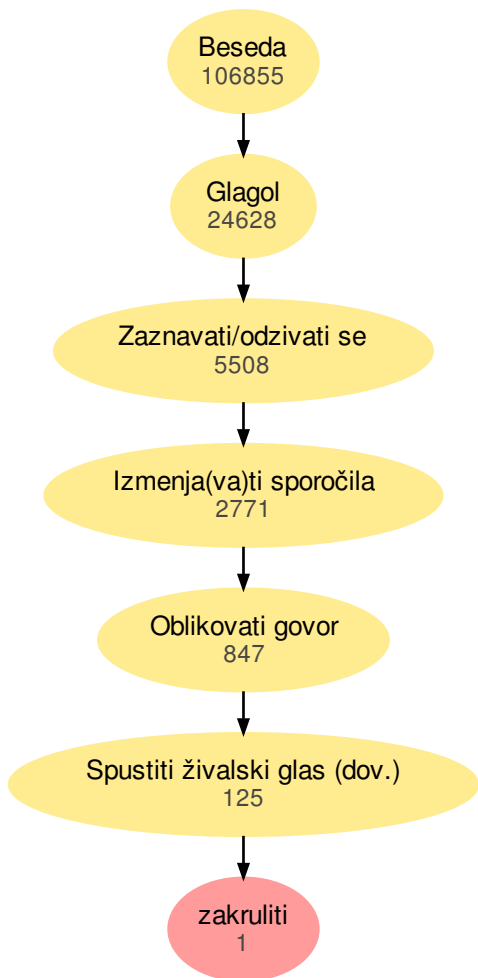 Beseda
106855
Glagol
24628
Zaznavati/odzivati se
5508
Izmenja(va)ti sporočila
2771
Oblikovati govor
847
Spustiti živalski glas (dov.)
125
zakruliti
1